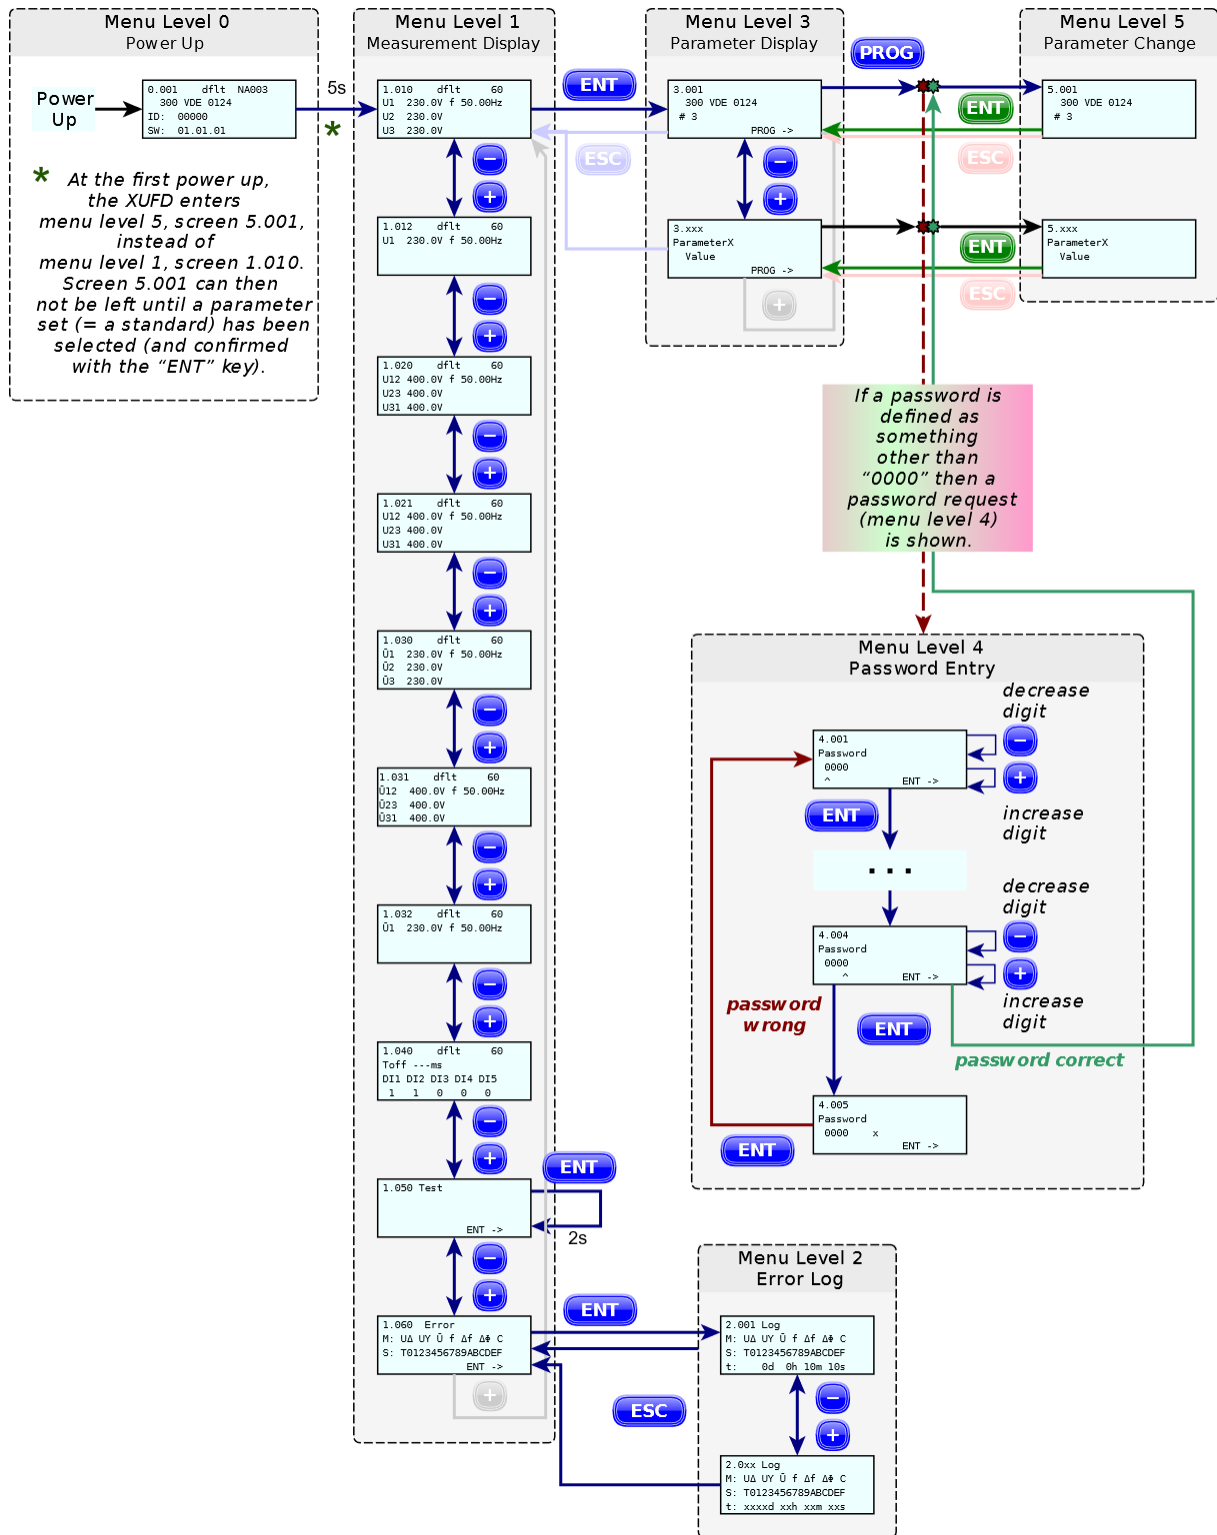 Menu Level 0
Power Up
Power
Up
0.001 dflt NA003
300 VDE 0124
ID: 00000
SW: 01.01.01
5s
*
* At the first power up,
the XUFD enters
menu level 5, screen 5.001,
instead of
menu level 1, screen 1.010.
Screen 5.001 can then
not be left until a parameter
set (= a standard) has been
selected (and confirmed
with the “ENT” key).
Menu Level 1
Measurement Display
1.010 dflt 60
U1 230.0V f 50.00Hz
U2 230.0V
U3 230.0V
−
+
1.012 dflt 60
U1 230.0V f 50.00Hz
−
+
1.020 dflt 60
U12 400.0V f 50.00Hz
U23 400.0V
U31 400.0V
−
+
1.021 dflt 60
U12 400.0V f 50.00Hz
U23 400.0V
U31 400.0V
−
+
1.030 dflt 60
Ū1 230.0V f 50.00Hz
Ū2 230.0V
Ū3 230.0V
−
+
1.031 dflt 60
Ū12 400.0V f 50.00Hz
Ū23 400.0V
Ū31 400.0V
−
+
1.032 dflt 60
Ū1 230.0V f 50.00Hz
−
+
1.040 dflt 60
Toff ---ms
DI1 DI2 DI3 DI4 DI5
1 1 0 0 0
−
+
1.050 Test
ENT ->
ENT
2s
−
+
1.060 Error
M: UΔ UY Ū f Δf ΔΦ C
S: T0123456789ABCDEF
ENT ->
+
ENT
ESC
Menu Level 2
Error Log
2.001 Log
M: UΔ UY Ū f Δf ΔΦ C
S: T0123456789ABCDEF
t: 0d 0h 10m 10s
−
+
2.0xx Log
M: UΔ UY Ū f Δf ΔΦ C
S: T0123456789ABCDEF
t: xxxxd xxh xxm xxs
ENT
ESC
Menu Level 3
Parameter Display
3.001
300 VDE 0124
# 3
PROG ->
−
+
3.xxx
ParameterX
Value
PROG ->
+
PROG
ENT
ESC
ENT
ESC
Menu Level 5
Parameter Change
5.001
300 VDE 0124
# 3
5.xxx
ParameterX
Value
If a password is
defined as
something
other than
“0000” then a
password request
(menu level 4)
is shown.
Menu Level 4
Password Entry
decrease
digit
4.001
Password
0000
^ ENT ->
−
+
increase
digit
ENT
...
decrease
digit
4.004
Password
0000
^ ENT ->
−
+
increase
digit
password
wrong
ENT
password correct
4.005
Password
0000 x
ENT ->
ENT